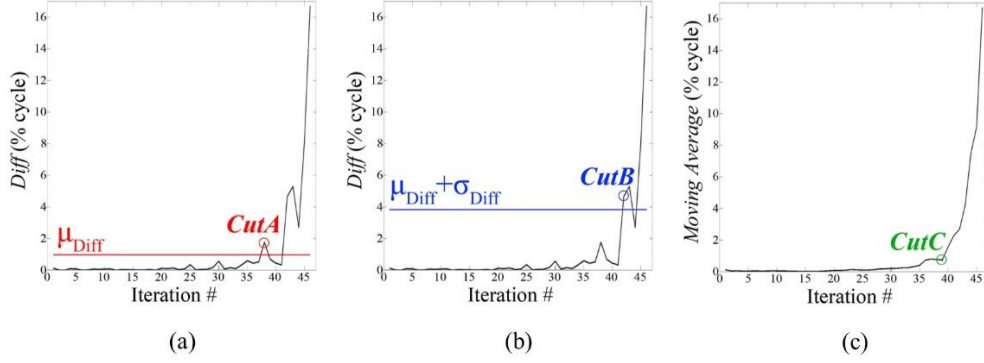 16
14
12
10
8
6
4
2
0
Diff (% cycle)
μDiff
CutA
0 5 10 15 20 25 30 35 40 45
Iteration #
(a)
16
14
12
10
8
6
4
2
0
Diff (% cycle)
μDiff+σDiff
CutB
0 5 10 15 20 25 30 35 40 45
Iteration #
(b)
16
14
12
10
8
6
4
2
0
Moving Average (% cycle)
CutC
0 5 10 15 20 25 30 35 40 45
Iteration #
(c)